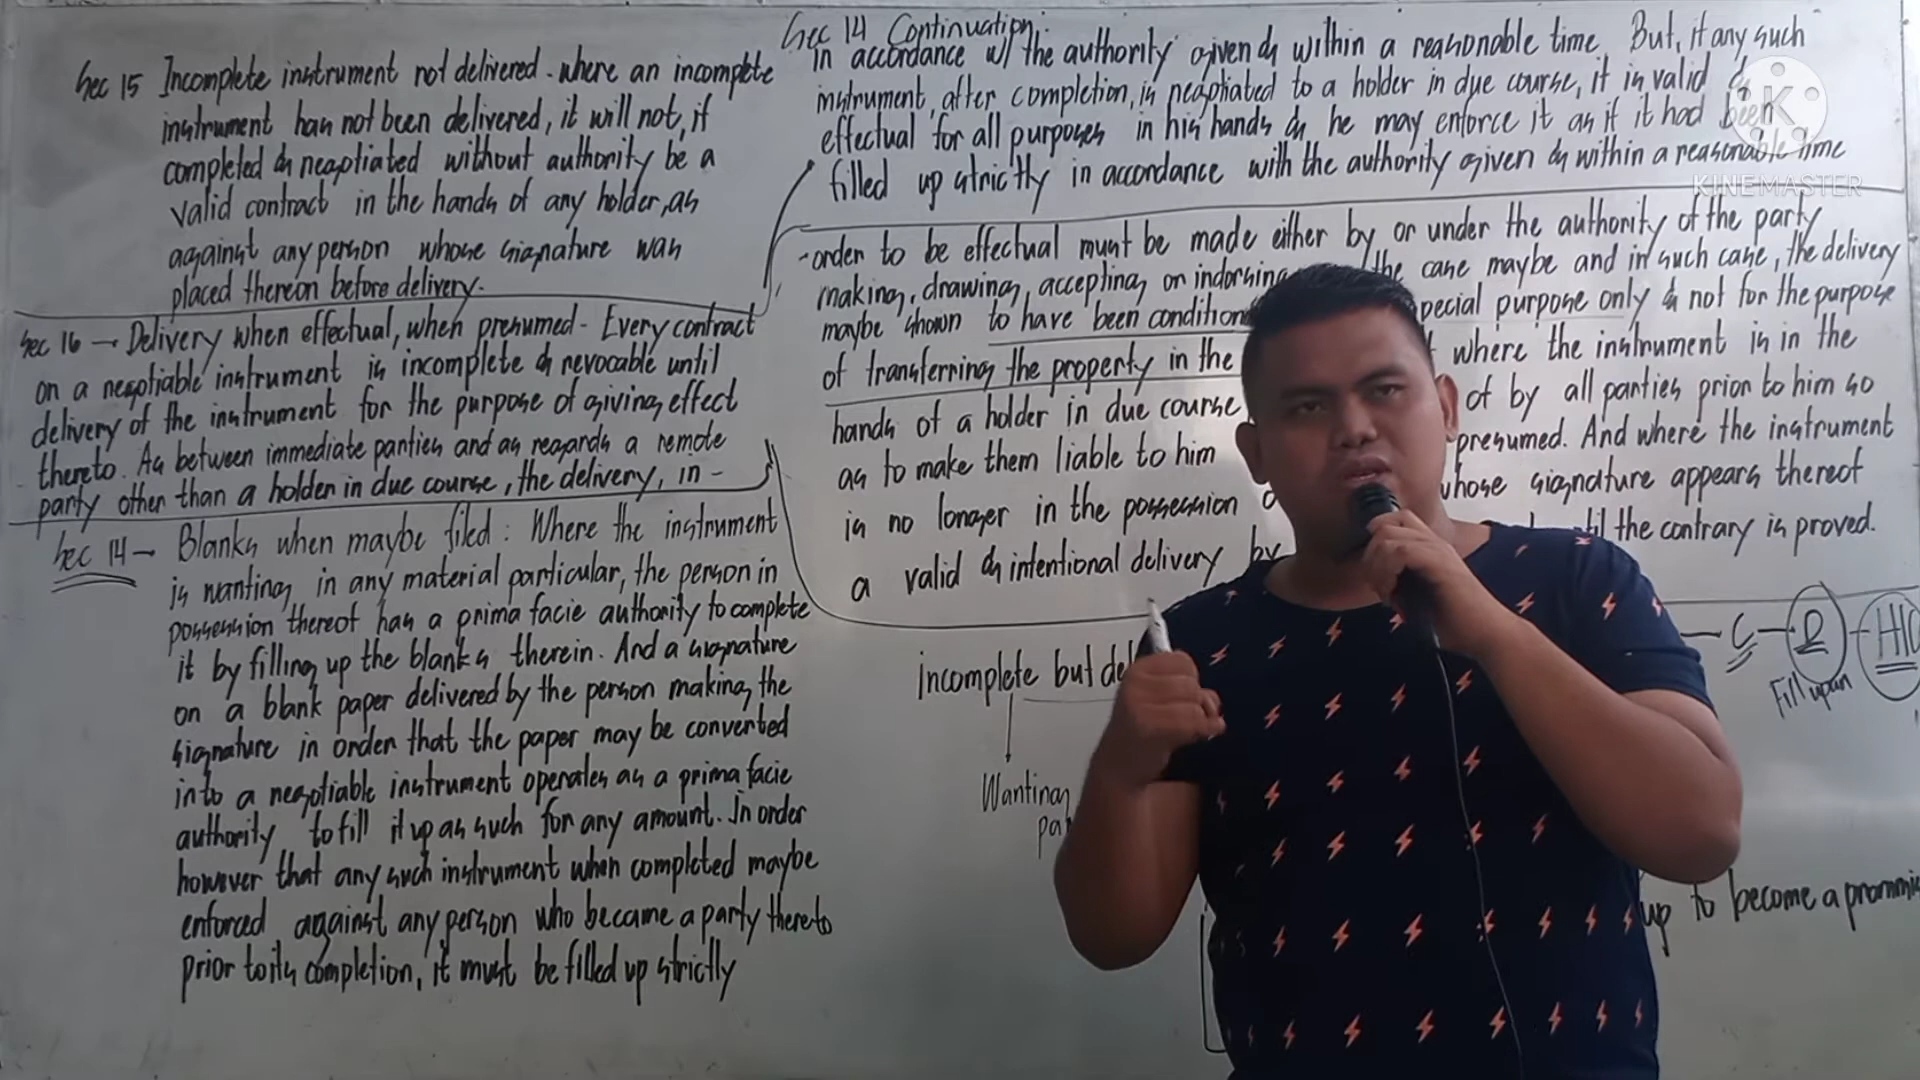 Sec 15 Incomplete instrument not delivered - where an incomplete
instrument has not been delivered, it will not, if
completed & negotiated without authority be a
valid contract in the hands of any holder, as
against any person whose signature was
placed thereon before delivery.
Sec 16 - Delivery when effectual, when presumed - Every contract
on a negotiable instrument is incomplete & revocable until
delivery of the instrument for the purpose of giving effect
thereto. As between immediate parties and as regards a remote
party other than a holder in due course, the delivery, in -
Sec 14 - Blanks when maybe filed: Where the instrument
is wanting in any material particular, the person in
possession thereof has a prima facie authority to complete
it by filling up the blanks therein. And a signature
on a blank paper delivered by the person making the
signature in order that the paper may be converted
into a negotiable instrument operates as a prima facie
authority to fill it up as such for any amount. In order
however that any such instrument when completed maybe
enforced against any person who became a party thereto
prior to its completion, it must be filled up strictly
Sec 14 Continuation:
in accordance w/ the authority given & within a reasonable time. But, if any such
instrument, after completion, is negotiated to a holder in due course, it is valid &
effectual for all purposes in his hands & he may enforce it as if it had been
filled up strictly in accordance with the authority given & within a reasonable time
- order to be effectual must be made either by or under the authority of the party
making, drawing, accepting or indorsing the case maybe and in such case, the delivery
maybe shown to have been condition pecial purpose only & not for the purpose
of transferring the property in the where the instrument is in the
hands of a holder in due course of by all parties prior to him so
as to make them liable to him presumed. And where the instrument
is no longer in the possession whose signature appears thereof
a valid & intentional delivery by the contrary is proved.
incomplete but del
Wanting
pa
C - D - HIC
Fill upon
up to become a prommis
KINEMASTER